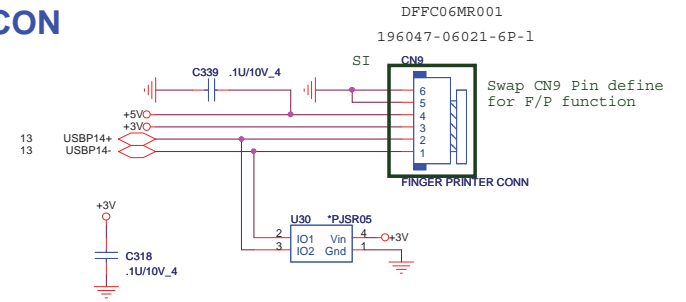 CON
DFFC06MR001
196047-06021-6P-l
SI
CN9
C339 .1U/10V_4
6
5
4
3
2
1
Swap CN9 Pin define
for F/P function
+5V
+3V
13 USBP14+
13 USBP14-
FINGER PRINTER CONN
+3V
C318
.1U/10V_4
U30 *PJSR05
2 IO1 Vin 4 +3V
3 IO2 Gnd 1